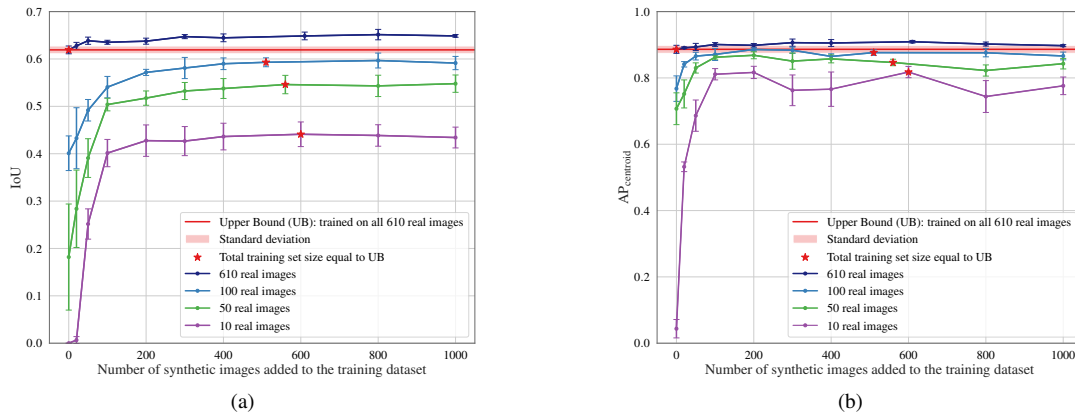 0.7
0.6
0.5
0.4
0.3
0.2
0.1
0.0
IoU
Upper Bound (UB): trained on all 610 real images
Standard deviation
Total training set size equal to UB
610 real images
100 real images
50 real images
10 real images
0 200 400 600 800 1000
Number of synthetic images added to the training dataset
(a)
1.0
0.8
0.6
0.4
0.2
0.0
APcentroid
Upper Bound (UB): trained on all 610 real images
Standard deviation
Total training set size equal to UB
610 real images
100 real images
50 real images
10 real images
0 200 400 600 800 1000
Number of synthetic images added to the training dataset
(b)